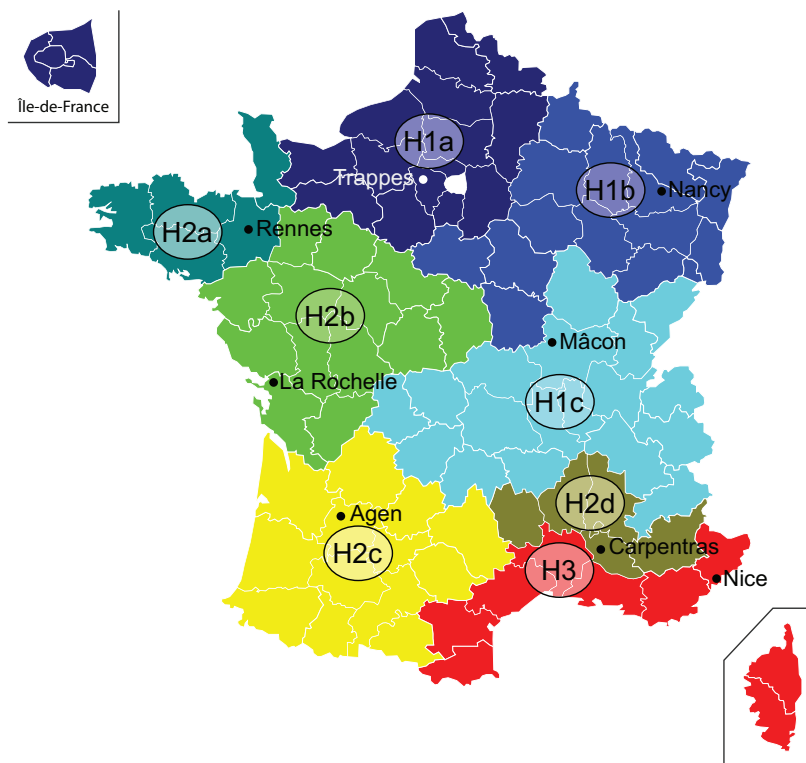 Île-de-France
H1a
Trappes
H1b
Nancy
H2a
Rennes
H2b
Mâcon
La Rochelle
H1c
H2d
Agen
Carpentras
H2c
H3
Nice